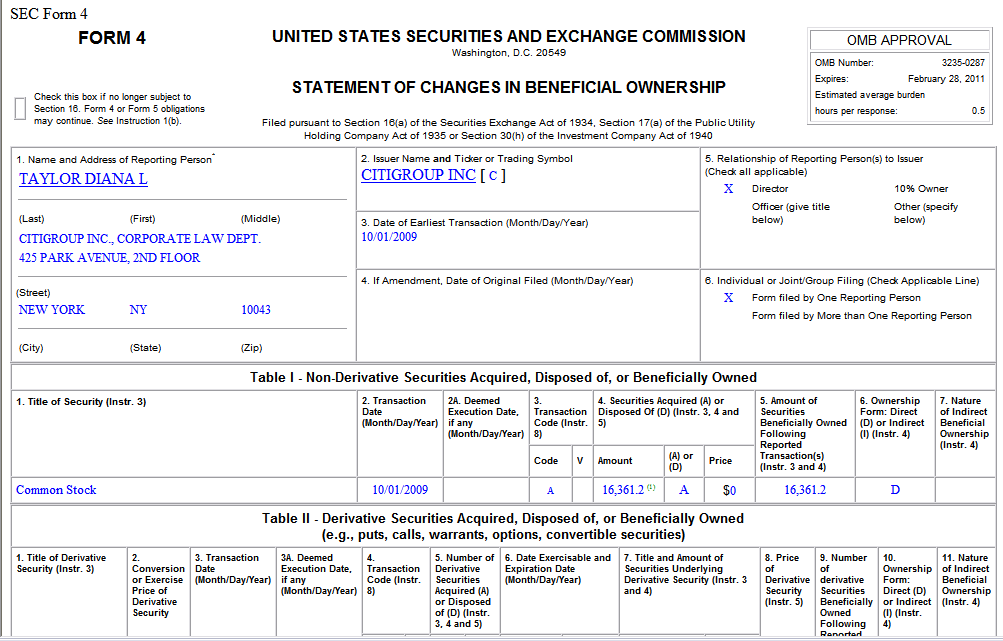 SEC Form 4
FORM 4
UNITED STATES SECURITIES AND EXCHANGE COMMISSION
Washington, D.C. 20549
STATEMENT OF CHANGES IN BENEFICIAL OWNERSHIP
Filed pursuant to Section 16(a) of the Securities Exchange Act of 1934, Section 17(a) of the Public Utility
Holding Company Act of 1935 or Section 30(h) of the Investment Company Act of 1940
OMB APPROVAL
OMB Number: 3235-0287
Expires: February 28, 2011
Estimated average burden
hours per response: 0.5
Check this box if no longer subject to
Section 16. Form 4 or Form 5 obligations
may continue. See Instruction 1(b).
1. Name and Address of Reporting Person*
TAYLOR DIANA L
(Last) (First) (Middle)
CITIGROUP INC., CORPORATE LAW DEPT.
425 PARK AVENUE, 2ND FLOOR
(Street)
NEW YORK NY 10043
(City) (State) (Zip)
2. Issuer Name and Ticker or Trading Symbol
CITIGROUP INC [ C ]
3. Date of Earliest Transaction (Month/Day/Year)
10/01/2009
4. If Amendment, Date of Original Filed (Month/Day/Year)
5. Relationship of Reporting Person(s) to Issuer
(Check all applicable)
X Director 10% Owner
Officer (give title
below)
Other (specify
below)
6. Individual or Joint/Group Filing (Check Applicable Line)
X Form filed by One Reporting Person
Form filed by More than One Reporting Person
Table I - Non-Derivative Securities Acquired, Disposed of, or Beneficially Owned
1. Title of Security (Instr. 3)
2. Transaction
Date
(Month/Day/Year)
2A. Deemed
Execution Date,
if any
(Month/Day/Year)
3.
Transaction
Code (Instr.
8)
4. Securities Acquired (A) or
Disposed Of (D) (Instr. 3, 4 and
5)
5. Amount of
Securities
Beneficially Owned
Following
Reported
Transaction(s)
(Instr. 3 and 4)
6. Ownership
Form: Direct
(D) or Indirect
(I) (Instr. 4)
7. Nature
of Indirect
Beneficial
Ownership
(Instr. 4)
Code V Amount (A) or
(D) Price
Common Stock 10/01/2009 A 16,361.2 (1) A $0 16,361.2 D
Table II - Derivative Securities Acquired, Disposed of, or Beneficially Owned
(e.g., puts, calls, warrants, options, convertible securities)
1. Title of Derivative
Security (Instr. 3)
2.
Conversion
or Exercise
Price of
Derivative
Security
3. Transaction
Date
(Month/Day/Year)
3A. Deemed
Execution Date,
if any
(Month/Day/Year)
4.
Transaction
Code (Instr.
8)
5. Number of
Derivative
Securities
Acquired (A)
or Disposed
of (D) (Instr.
3, 4 and 5)
6. Date Exercisable and
Expiration Date
(Month/Day/Year)
7. Title and Amount of
Securities Underlying
Derivative Security (Instr. 3
and 4)
8. Price
of
Derivative
Security
(Instr. 5)
9. Number
of
derivative
Securities
Beneficially
Owned
Following
Reported
10.
Ownership
Form:
Direct (D)
or Indirect
(I) (Instr.
4)
11. Nature
of Indirect
Beneficial
Ownership
(Instr. 4)